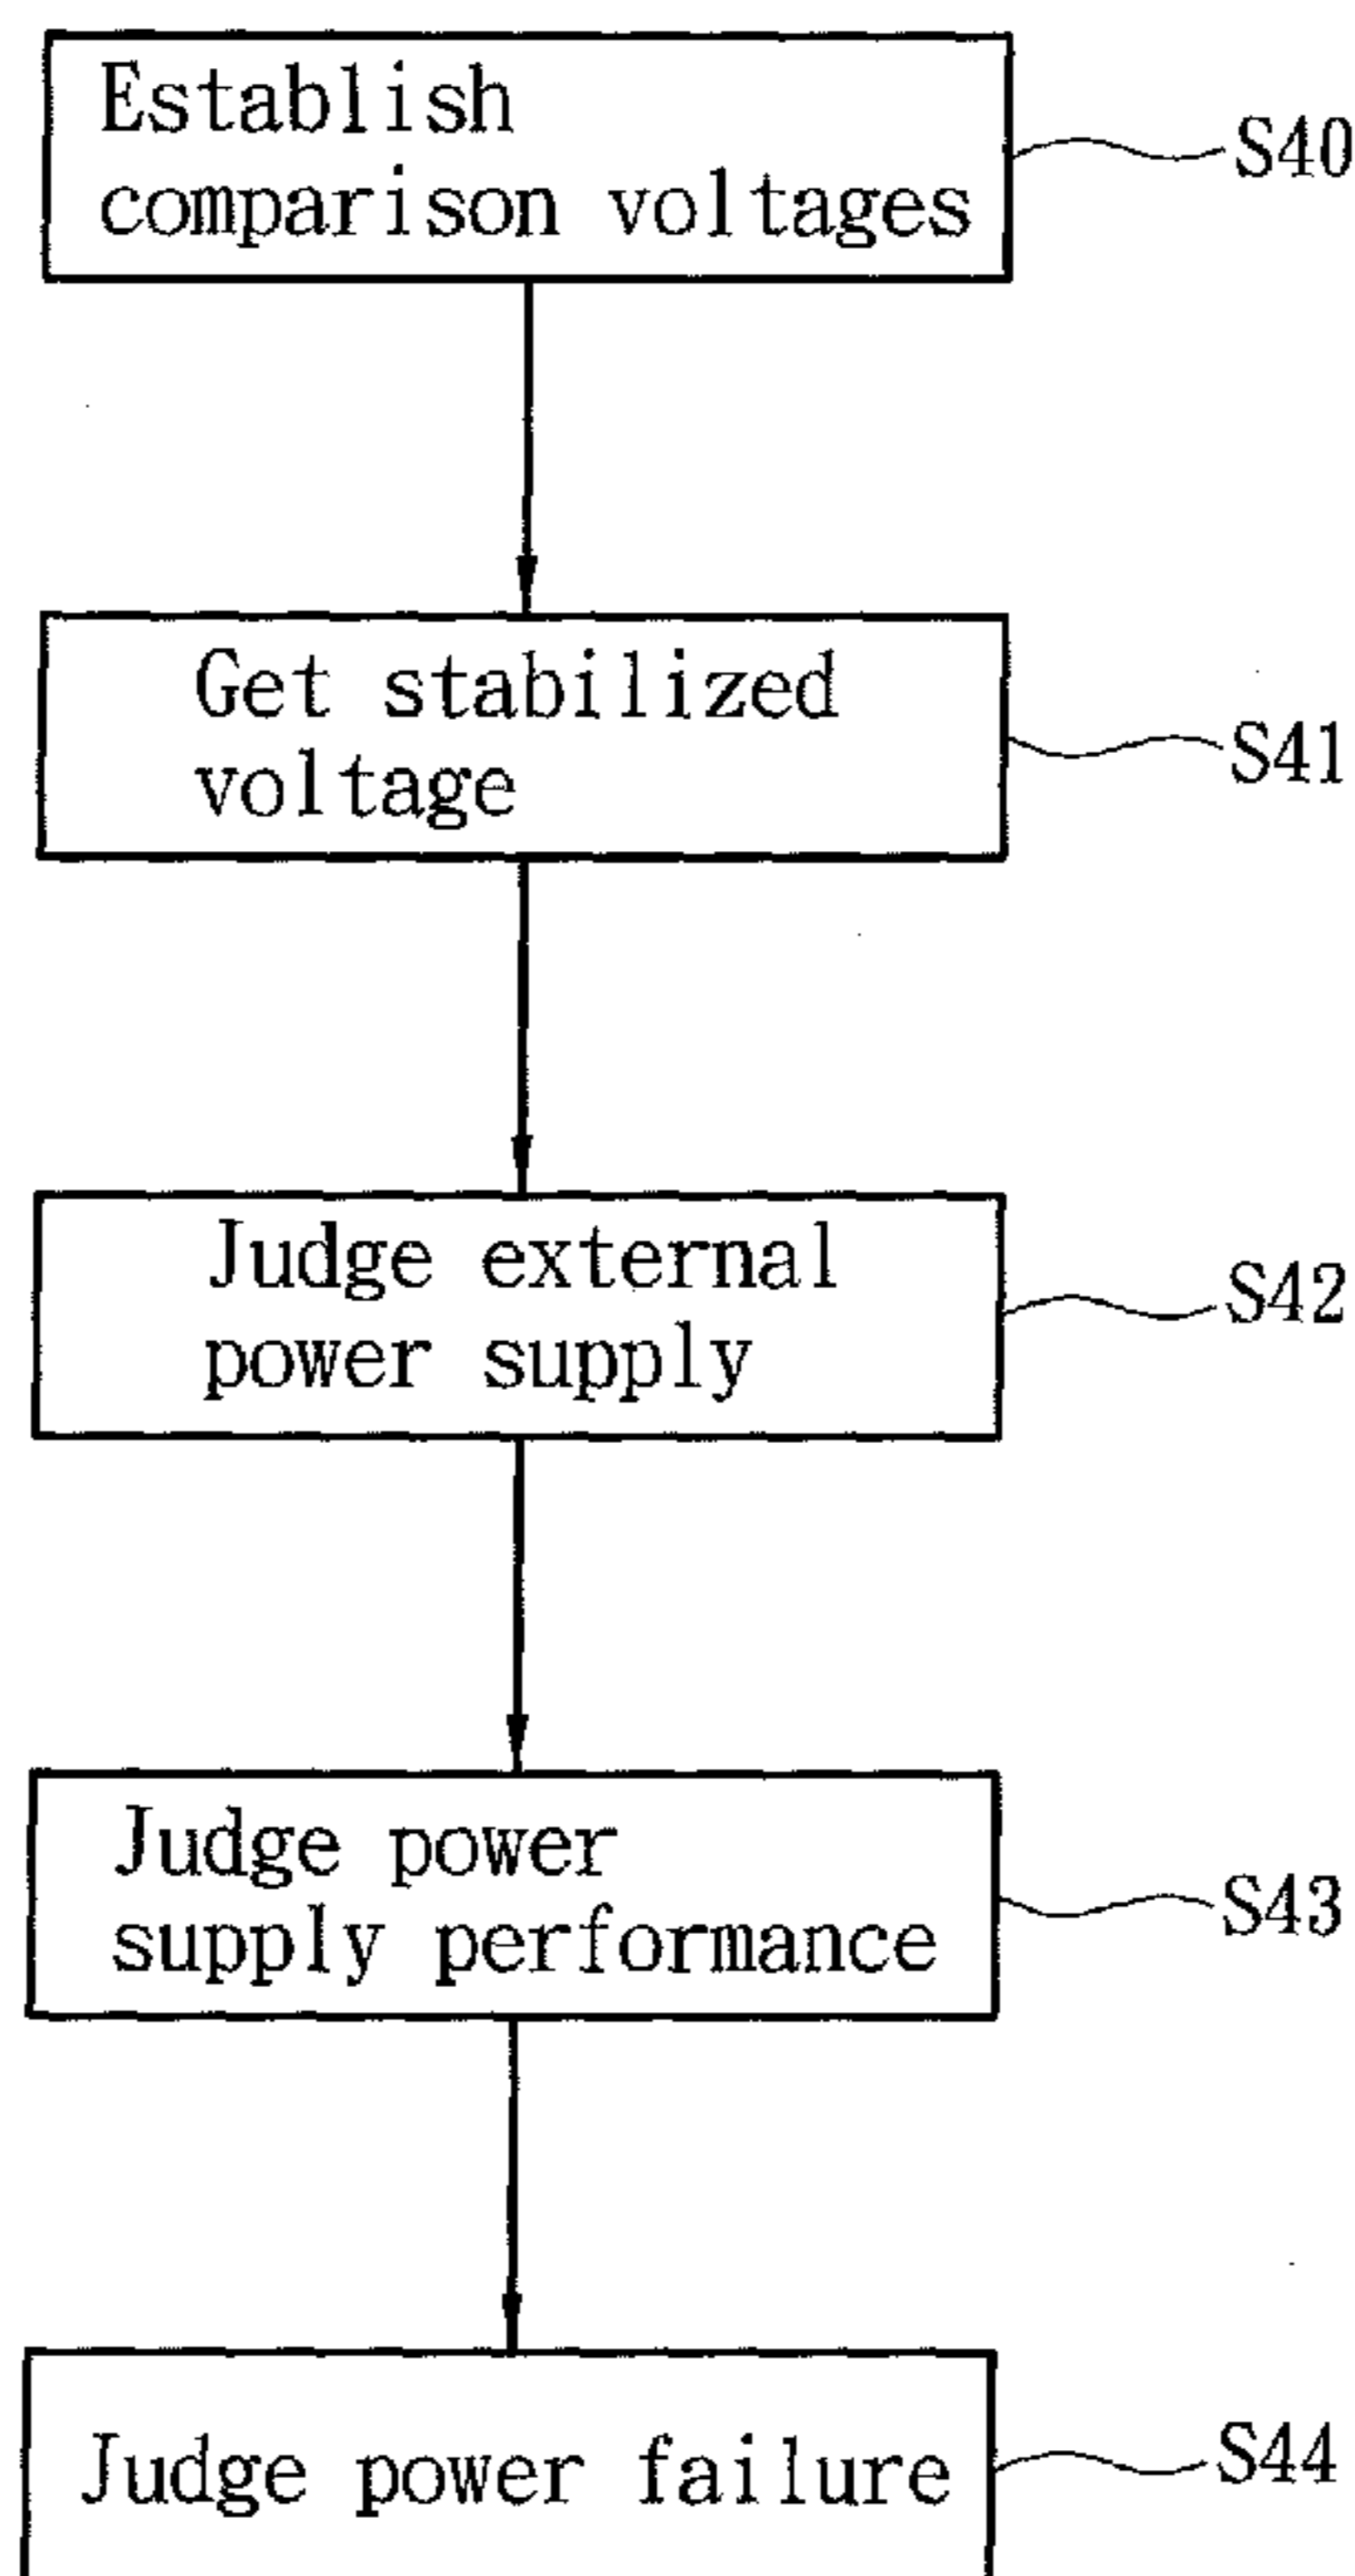 Establish
comparison voltages
S40
Get stabilized
voltage
S41
Judge external
power supply
S42
Judge power
supply performance
S43
Judge power failure
S44